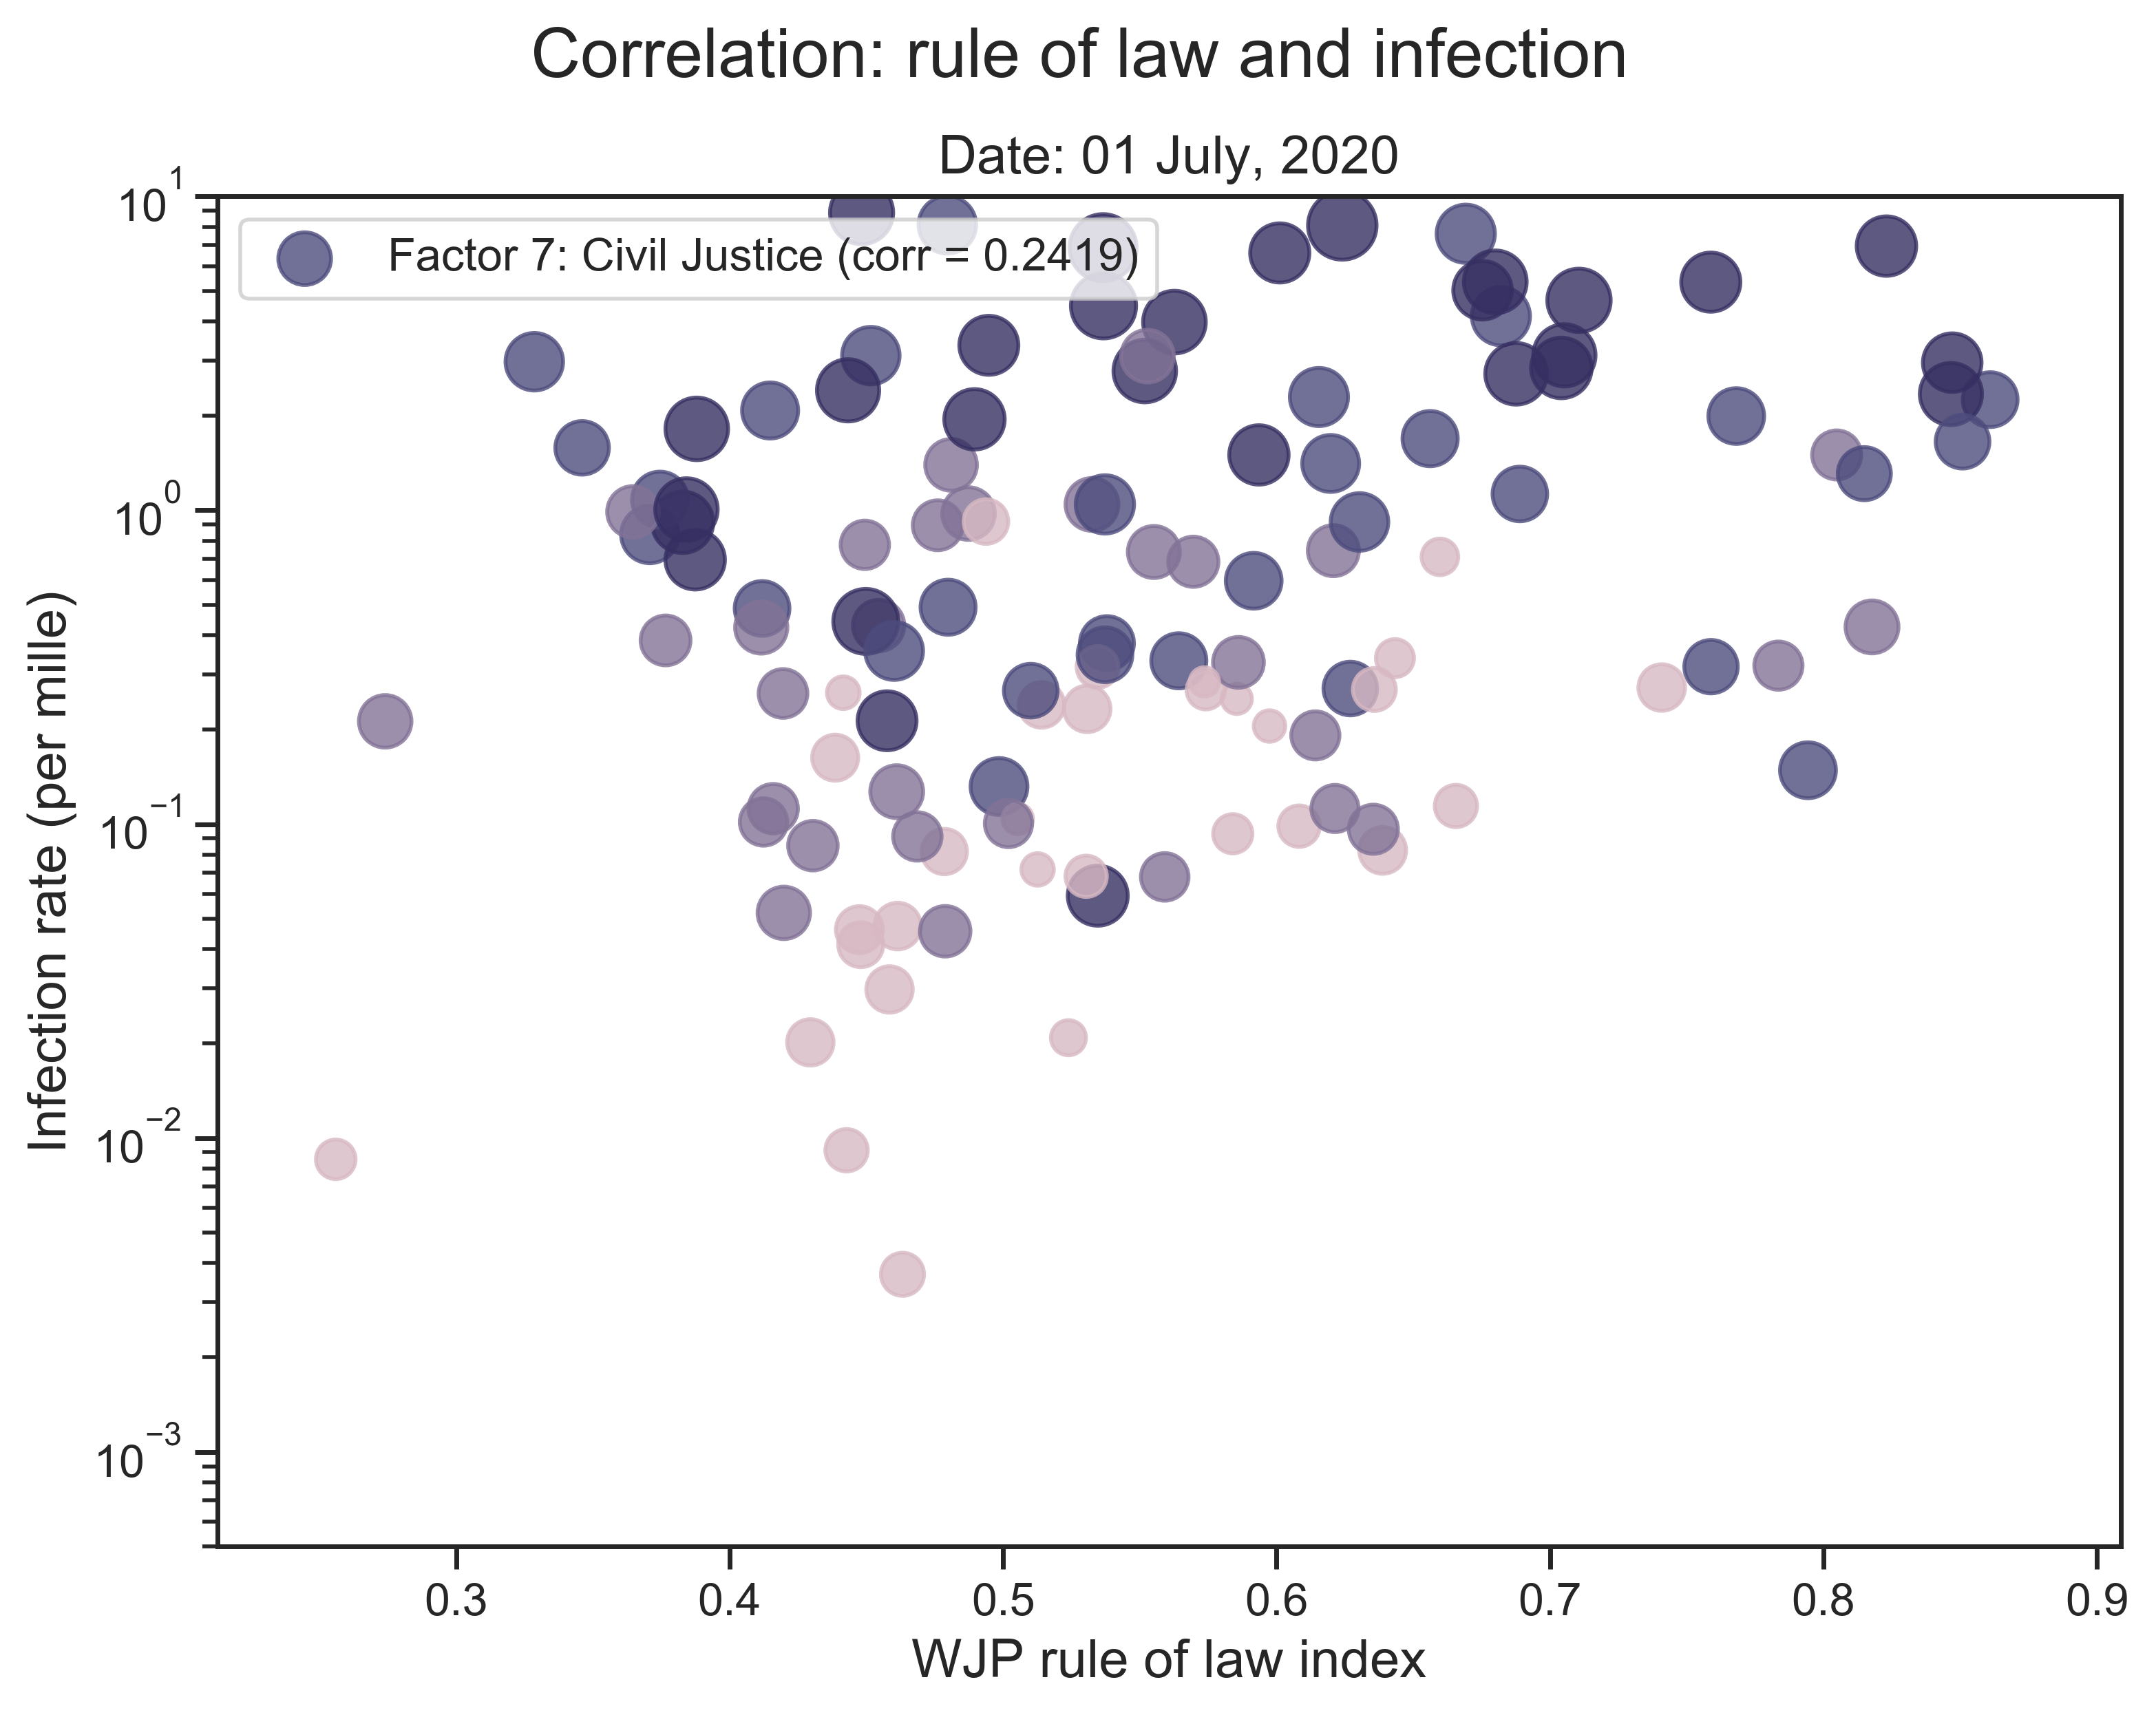 Correlation: rule of law and infection
Date: 01 July, 2020
Factor 7: Civil Justice (corr = 0.2419)
Infection rate (per mille)
10^1
10^0
10^−1
10^−2
10^−3
0.3 0.4 0.5 0.6 0.7 0.8 0.9
WJP rule of law index